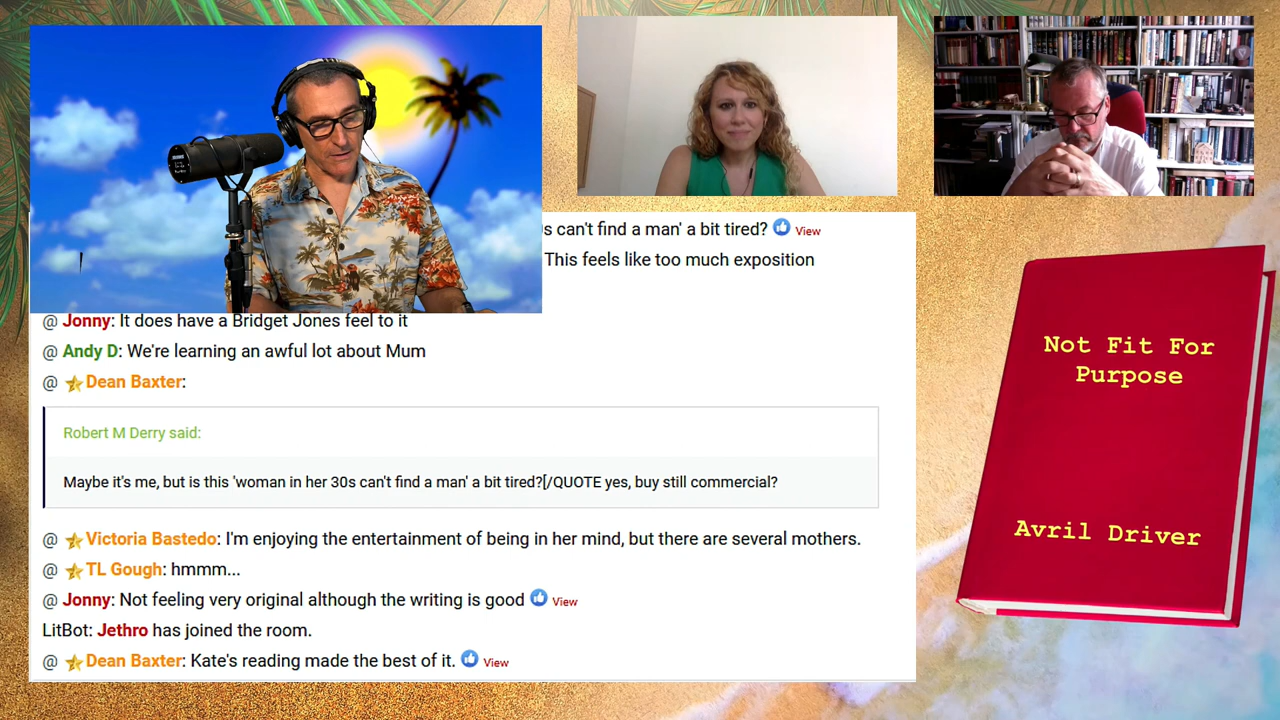 s can't find a man' a bit tired? View
This feels like too much exposition
@ Jonny: It does have a Bridget Jones feel to it
@ Andy D: We're learning an awful lot about Mum
@ Dean Baxter:
Robert M Derry said:
Maybe it's me, but is this 'woman in her 30s can't find a man' a bit tired?[/QUOTE yes, buy still commercial?
@ Victoria Bastedo: I'm enjoying the entertainment of being in her mind, but there are several mothers.
@ TL Gough: hmmm...
@ Jonny: Not feeling very original although the writing is good View
LitBot: Jethro has joined the room.
@ Dean Baxter: Kate's reading made the best of it. View
Not Fit For
Purpose
Avril Driver